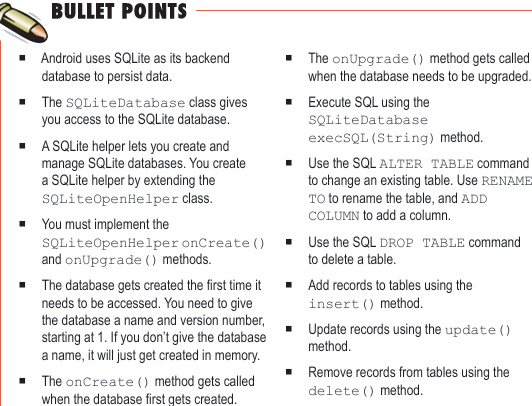 BULLET POINTS
Android uses SQLite as its backend
database to persist data.
The SQLiteDatabase class gives
you access to the SQLite database.
A SQLite helper lets you create and
manage SQLite databases. You create
a SQLite helper by extending the
SQLiteOpenHelper class.
You must implement the
SQLiteOpenHelper onCreate()
and onUpgrade() methods.
The database gets created the first time it
needs to be accessed. You need to give
the database a name and version number,
starting at 1. If you don’t give the database
a name, it will just get created in memory.
The onCreate() method gets called
when the database first gets created.
The onUpgrade() method gets called
when the database needs to be upgraded.
Execute SQL using the
SQLiteDatabase
execSQL(String) method.
Use the SQL ALTER TABLE command
to change an existing table. Use RENAME
TO to rename the table, and ADD
COLUMN to add a column.
Use the SQL DROP TABLE command
to delete a table.
Add records to tables using the
insert() method.
Update records using the update()
method.
Remove records from tables using the
delete() method.